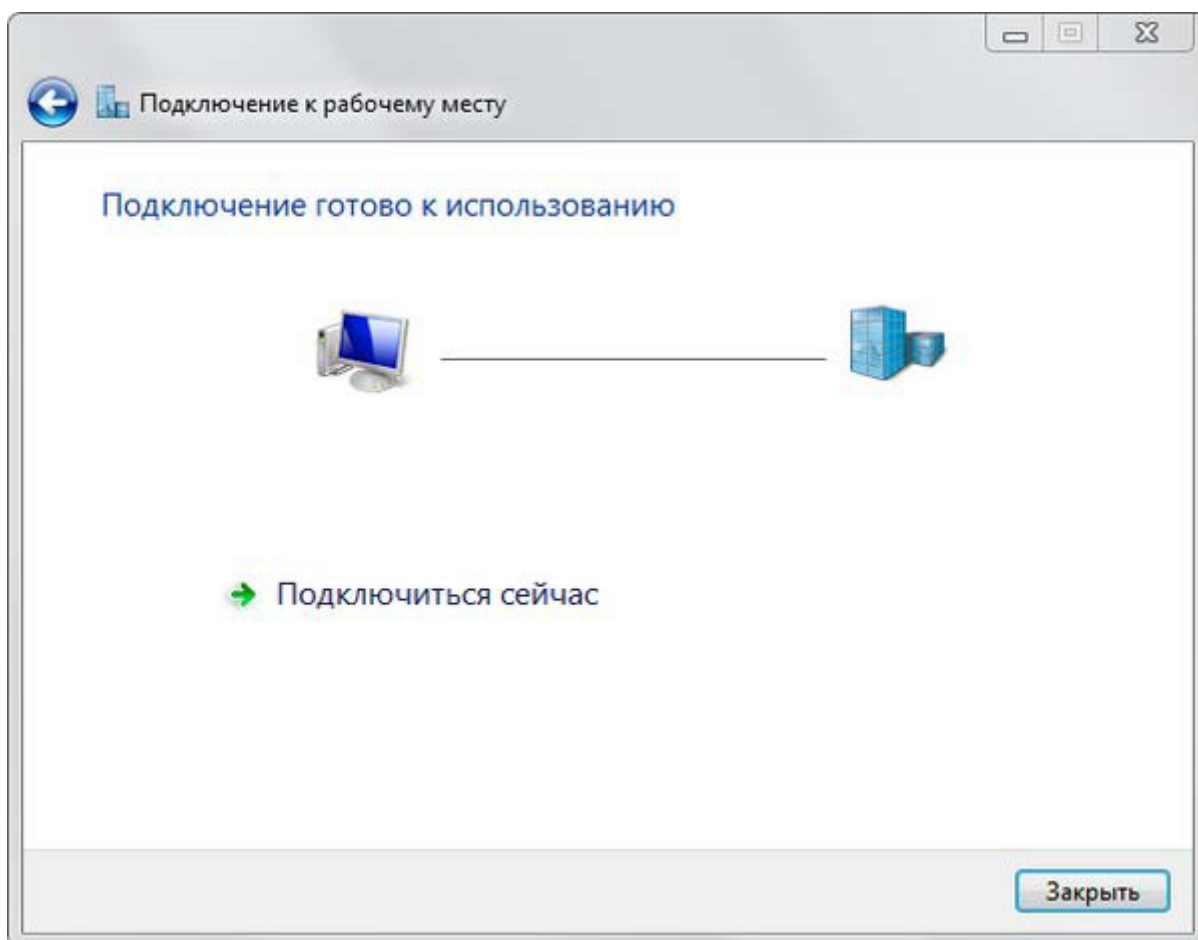 Подключение к рабочему месту
Подключение готово к использованию
Подключиться сейчас
Закрыть